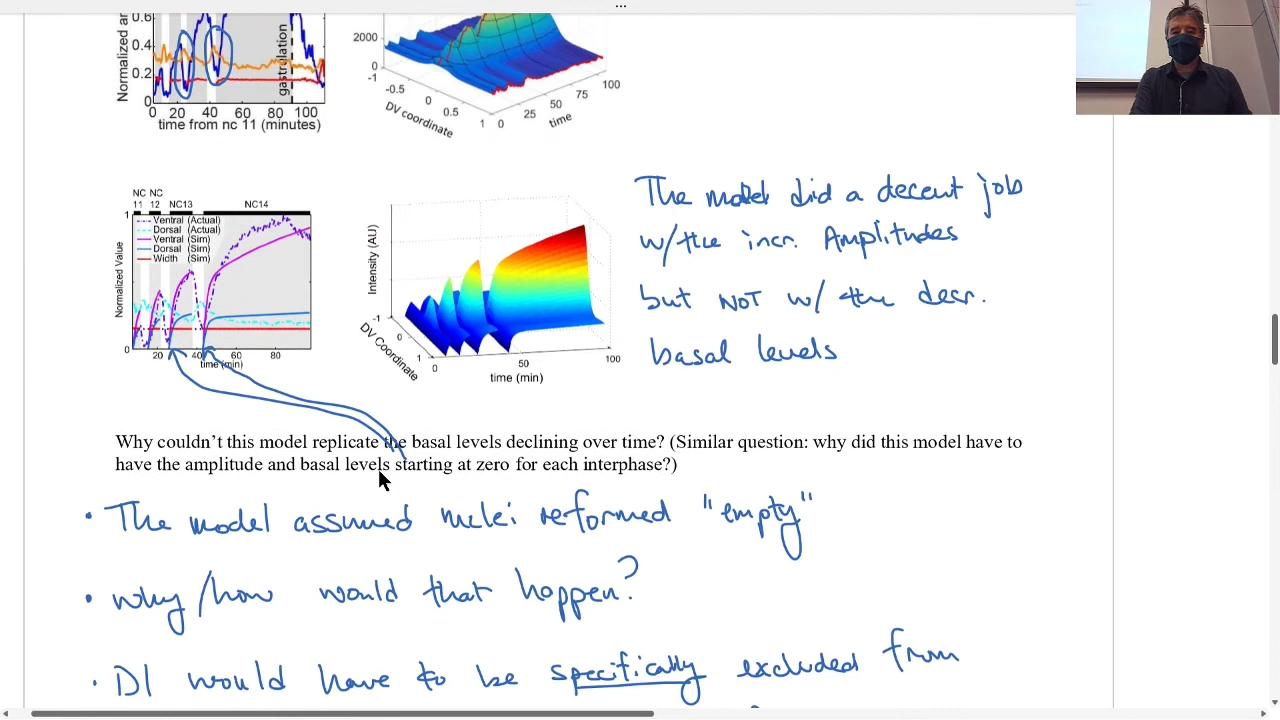 ...
Normalized ar
0.6
0.4
0.2
0
0 20 40 60 80 100
gastrulation
time from nc 11 (minutes)
2000
0
-1
-0.5
0
0.5
1
DV coordinate
0
25
50
75
100
time
NC NC
11 12 NC13 NC14
1
Ventral (Actual)
Dorsal (Actual)
Ventral (Sim)
Dorsal (Sim)
Width (Sim)
Normalized Value
0
20 40 60 80
time (min)
Intensity (AU)
-1
0
1
DV Coordinate
0 50 100
time (min)
The model did a decent job
w/the incr. Amplitudes
but NOT w/ the decr.
basal levels
Why couldn't this model replicate the basal levels declining over time? (Similar question: why did this model have to
have the amplitude and basal levels starting at zero for each interphase?)
• The model assumed nuclei reformed "empty"
• why/how would that happen?
• Dl would have to be specifically excluded from